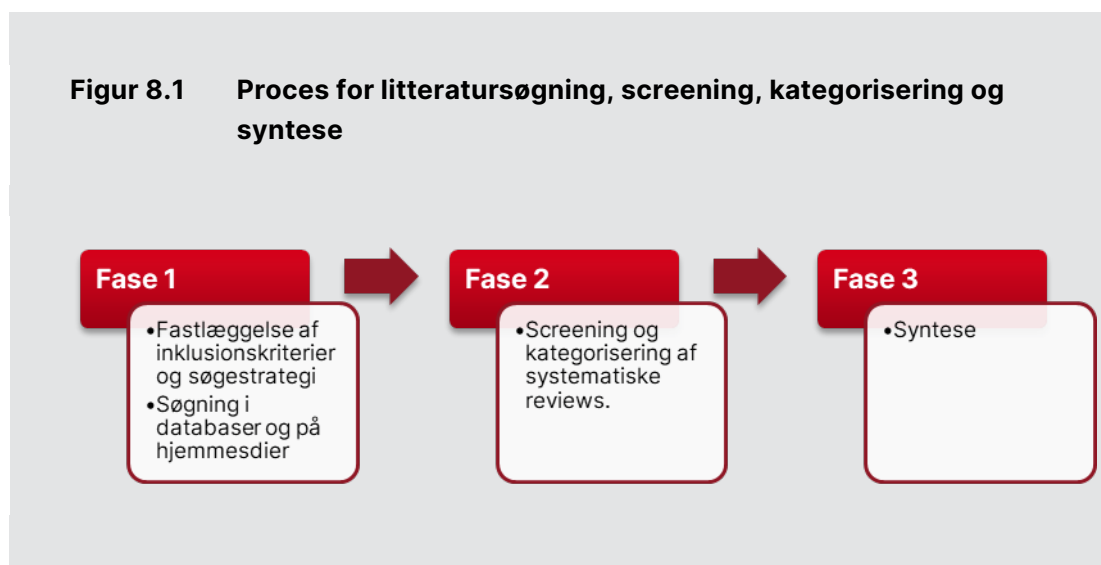 Figur 8.1 Proces for litteratursøgning, screening, kategorisering og
syntese
Fase 1
•Fastlæggelse af
inklusionskriterier
og søgestrategi
•Søgning i
databaser og på
hjemmesdier
Fase 2
•Screening og
kategorisering af
systematiske
reviews.
Fase 3
•Syntese